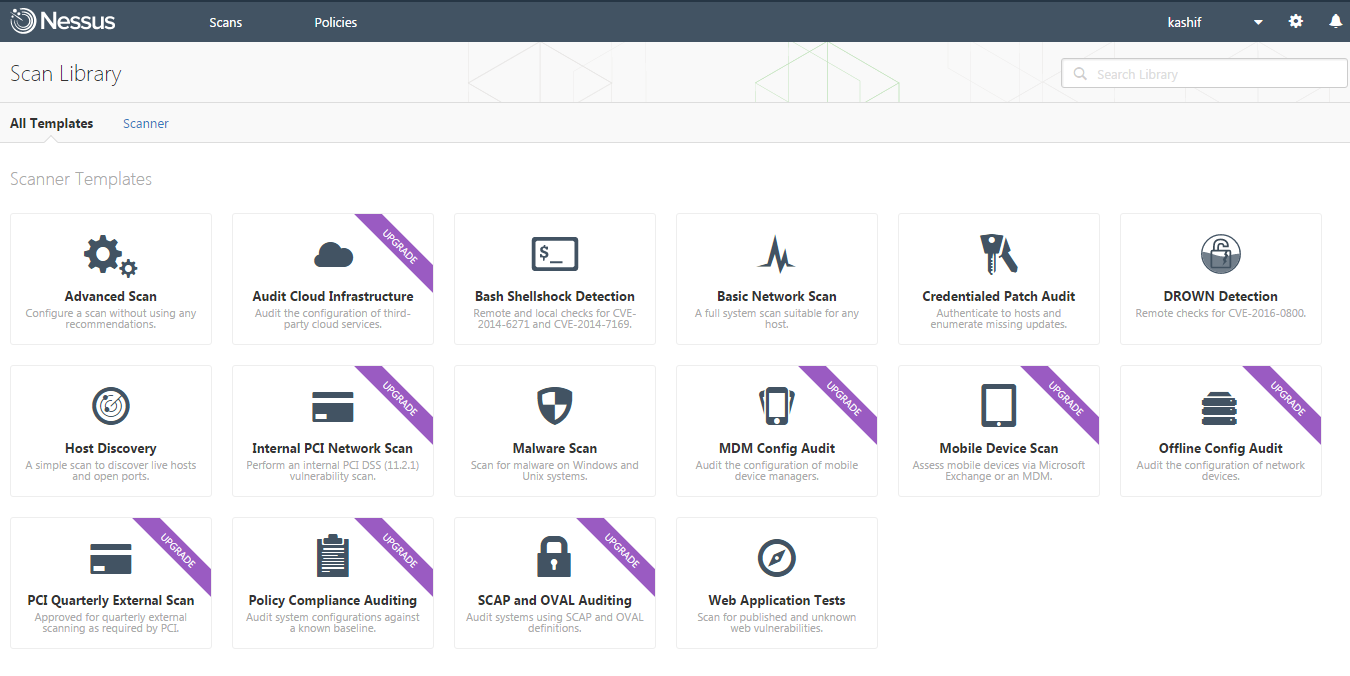 Nessus Scans Policies kashif
Scan Library
Search Library
All Templates Scanner
Scanner Templates
UPGRADE
$_
Advanced Scan
Configure a scan without using any
recommendations.
Audit Cloud Infrastructure
Audit the configuration of third-
party cloud services.
Bash Shellshock Detection
Remote and local checks for CVE-
2014-6271 and CVE-2014-7169.
Basic Network Scan
A full system scan suitable for any
host.
Credentialed Patch Audit
Authenticate to hosts and
enumerate missing updates.
DROWN Detection
Remote checks for CVE-2016-0800.
Host Discovery
A simple scan to discover live hosts
and open ports.
UPGRADE
Internal PCI Network Scan
Perform an internal PCI DSS (11.2.1)
vulnerability scan.
Malware Scan
Scan for malware on Windows and
Unix systems.
UPGRADE
MDM Config Audit
Audit the configuration of mobile
device managers.
UPGRADE
Mobile Device Scan
Assess mobile devices via Microsoft
Exchange or an MDM.
UPGRADE
Offline Config Audit
Audit the configuration of network
devices.
UPGRADE
PCI Quarterly External Scan
Approved for quarterly external
scanning as required by PCI.
UPGRADE
Policy Compliance Auditing
Audit system configurations against
a known baseline.
UPGRADE
SCAP and OVAL Auditing
Audit systems using SCAP and OVAL
definitions.
Web Application Tests
Scan for published and unknown
web vulnerabilities.